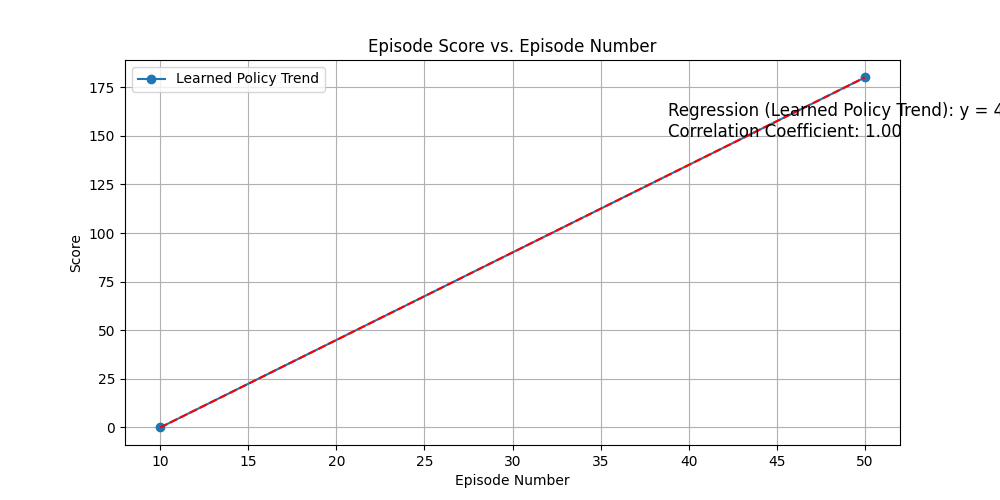 Episode Score vs. Episode Number
Learned Policy Trend
Regression (Learned Policy Trend): y = 4
Correlation Coefficient: 1.00
Score
175
150
125
100
75
50
25
0
10 15 20 25 30 35 40 45 50
Episode Number